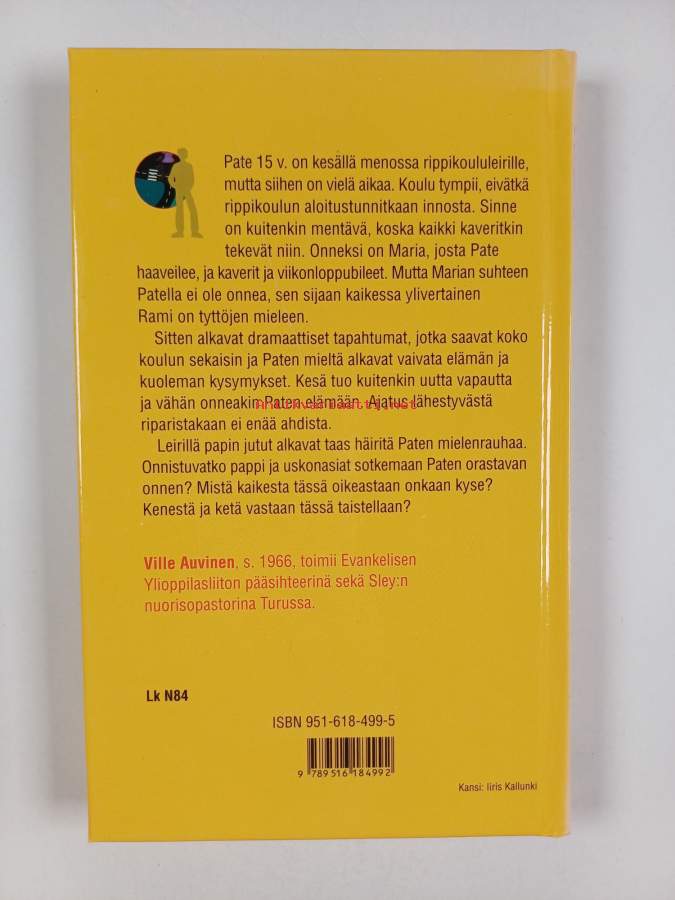 Pate 15 v. on kesällä menossa rippikoululeirille,
mutta siihen on vielä aikaa. Koulu tympii, eivätkä
rippikoulun aloitustunnitkaan innosta. Sinne
on kuitenkin mentävä, koska kaikki kaveritkin
tekevät niin. Onneksi on Maria, josta Pate
haaveilee, ja kaverit ja viikonloppubileet. Mutta Marian suhteen
Patella ei ole onnea, sen sijaan kaikessa ylivertainen
Rami on tyttöjen mieleen.
Sitten alkavat dramaattiset tapahtumat, jotka saavat koko
koulun sekaisin ja Paten mieltä alkavat vaivata elämän ja
kuoleman kysymykset. Kesä tuo kuitenkin uutta vapautta
ja vähän onneakin Paten elämään. Ajatus lähestyvästä
Antikvariaatti.net
riparistakaan ei enää ahdista.
Leirillä papin jutut alkavat taas häiritä Paten mielenrauhaa.
Onnistuvatko pappi ja uskonasiat sotkemaan Paten orastavan
onnen? Mistä kaikesta tässä oikeastaan onkaan kyse?
Kenestä ja ketä vastaan tässä taistellaan?
Ville Auvinen, s. 1966, toimii Evankelisen
Ylioppilasliiton pääsihteerinä sekä Sley:n
nuorisopastorina Turussa.
Lk N84
ISBN 951-618-499-5
9 789516 184992
Kansi: Iiris Kallunki